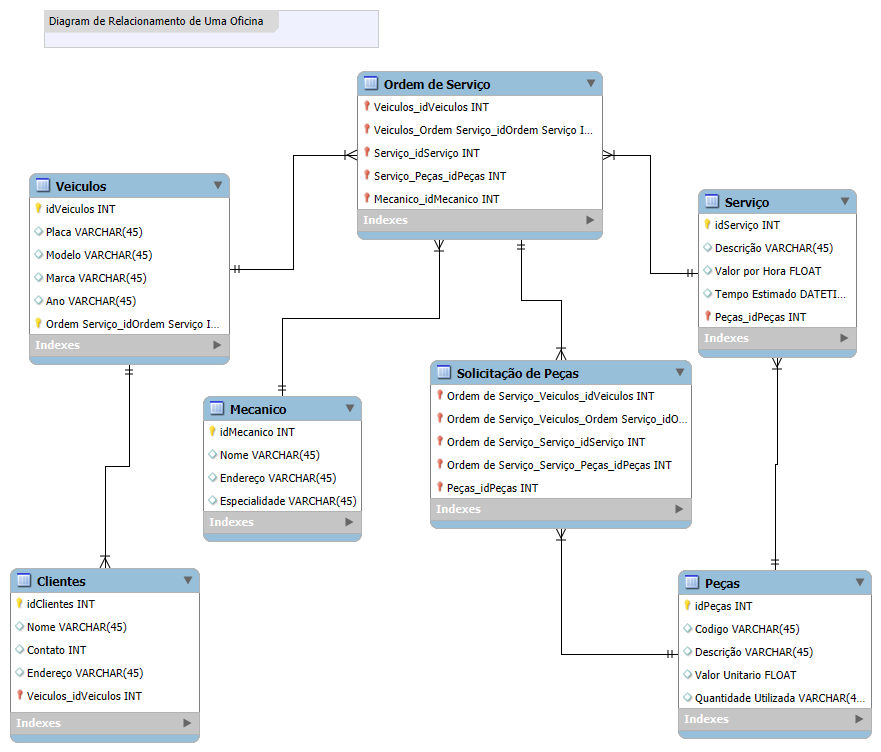 Diagram de Relacionamento de Uma Oficina
Ordem de Serviço
Veiculos_idVeiculos INT
Veiculos_Ordem Serviço_idOrdem Serviço I...
Serviço_idServiço INT
Serviço_Peças_idPeças INT
Mecanico_idMecanico INT
Indexes
Veiculos
idVeiculos INT
Placa VARCHAR(45)
Modelo VARCHAR(45)
Marca VARCHAR(45)
Ano VARCHAR(45)
Ordem Serviço_idOrdem Serviço I...
Indexes
Serviço
idServiço INT
Descrição VARCHAR(45)
Valor por Hora FLOAT
Tempo Estimado DATETI...
Peças_idPeças INT
Indexes
Mecanico
idMecanico INT
Nome VARCHAR(45)
Endereço VARCHAR(45)
Especialidade VARCHAR(45)
Indexes
Solicitação de Peças
Ordem de Serviço_Veiculos_idVeiculos INT
Ordem de Serviço_Veiculos_Ordem Serviço_idO...
Ordem de Serviço_Serviço_idServiço INT
Ordem de Serviço_Serviço_Peças_idPeças INT
Peças_idPeças INT
Indexes
Clientes
idClientes INT
Nome VARCHAR(45)
Contato INT
Endereço VARCHAR(45)
Veiculos_idVeiculos INT
Indexes
Peças
idPeças INT
Codigo VARCHAR(45)
Descrição VARCHAR(45)
Valor Unitario FLOAT
Quantidade Utilizada VARCHAR(4...
Indexes